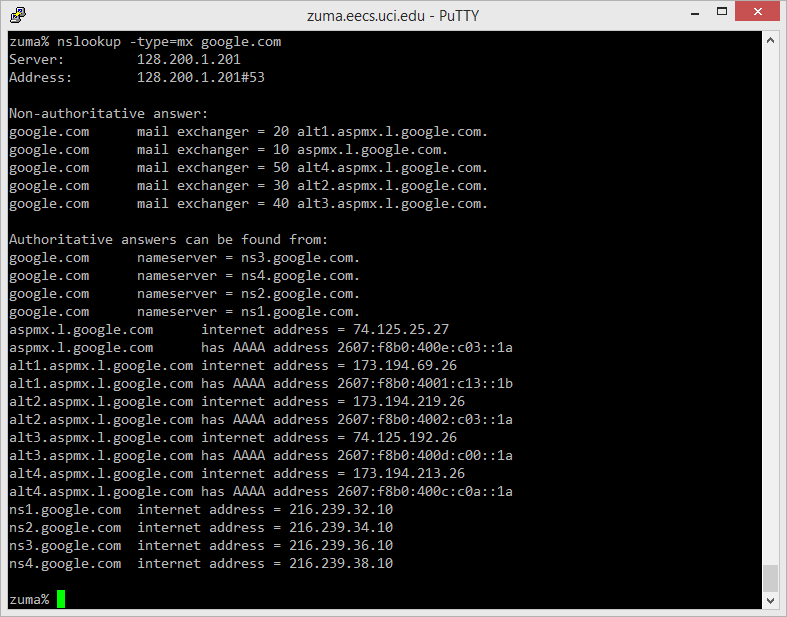 zuma.eecs.uci.edu - PuTTY
zuma% nslookup -type=mx google.com
Server:         128.200.1.201
Address:        128.200.1.201#53
Non-authoritative answer:
google.com      mail exchanger = 20 alt1.aspmx.l.google.com.
google.com      mail exchanger = 10 aspmx.l.google.com.
google.com      mail exchanger = 50 alt4.aspmx.l.google.com.
google.com      mail exchanger = 30 alt2.aspmx.l.google.com.
google.com      mail exchanger = 40 alt3.aspmx.l.google.com.
Authoritative answers can be found from:
google.com      nameserver = ns3.google.com.
google.com      nameserver = ns4.google.com.
google.com      nameserver = ns2.google.com.
google.com      nameserver = ns1.google.com.
aspmx.l.google.com      internet address = 74.125.25.27
aspmx.l.google.com      has AAAA address 2607:f8b0:400e:c03::1a
alt1.aspmx.l.google.com internet address = 173.194.69.26
alt1.aspmx.l.google.com has AAAA address 2607:f8b0:4001:c13::1b
alt2.aspmx.l.google.com internet address = 173.194.219.26
alt2.aspmx.l.google.com has AAAA address 2607:f8b0:4002:c03::1a
alt3.aspmx.l.google.com internet address = 74.125.192.26
alt3.aspmx.l.google.com has AAAA address 2607:f8b0:400d:c00::1a
alt4.aspmx.l.google.com internet address = 173.194.213.26
alt4.aspmx.l.google.com has AAAA address 2607:f8b0:400c:c0a::1a
ns1.google.com  internet address = 216.239.32.10
ns2.google.com  internet address = 216.239.34.10
ns3.google.com  internet address = 216.239.36.10
ns4.google.com  internet address = 216.239.38.10
zuma%